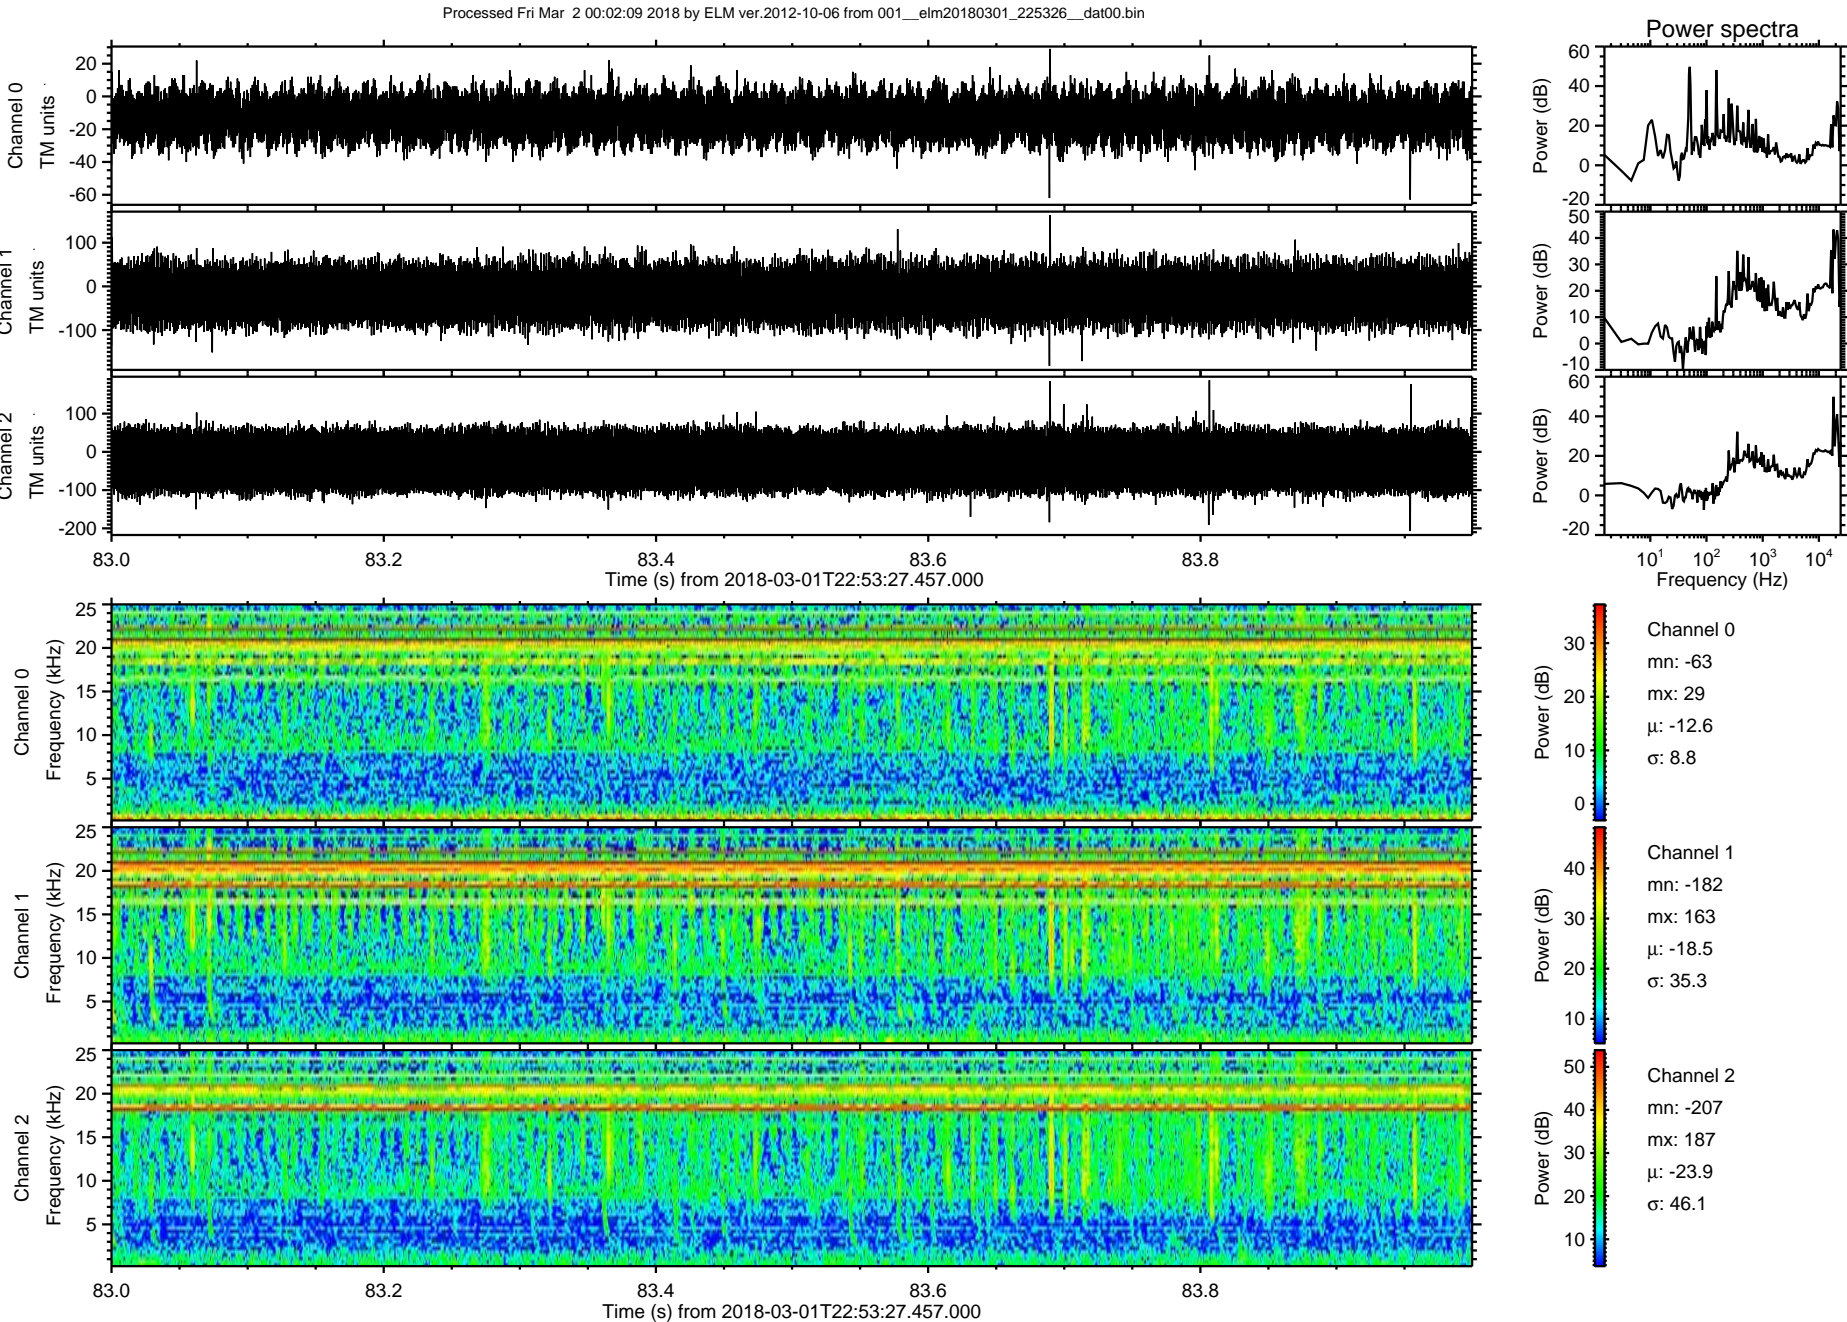 Processed Fri Mar  2 00:02:09 2018 by ELM ver.2012-10-06 from 001__elm20180301_225326__dat00.bin
Power spectra
Channel 0
TM units
20
0
-20
-40
-60
Power (dB)
60
40
20
0
-20
Channel 1
TM units
100
0
-100
Power (dB)
50
40
30
20
10
0
-10
Channel 2
TM units
100
0
-100
-200
Power (dB)
60
40
20
0
-20
83.0 83.2 83.4 83.6 83.8
Time (s) from 2018-03-01T22:53:27.457.000
10^1 10^2 10^3 10^4
Frequency (Hz)
Channel 0
Frequency (kHz)
25
20
15
10
5
Power (dB)
30
20
10
0
Channel 0
mn: -63
mx: 29
µ: -12.6
σ: 8.8
Channel 1
Frequency (kHz)
25
20
15
10
5
Power (dB)
40
30
20
10
Channel 1
mn: -182
mx: 163
µ: -18.5
σ: 35.3
Channel 2
Frequency (kHz)
25
20
15
10
5
Power (dB)
50
40
30
20
10
Channel 2
mn: -207
mx: 187
µ: -23.9
σ: 46.1
83.0 83.2 83.4 83.6 83.8
Time (s) from 2018-03-01T22:53:27.457.000